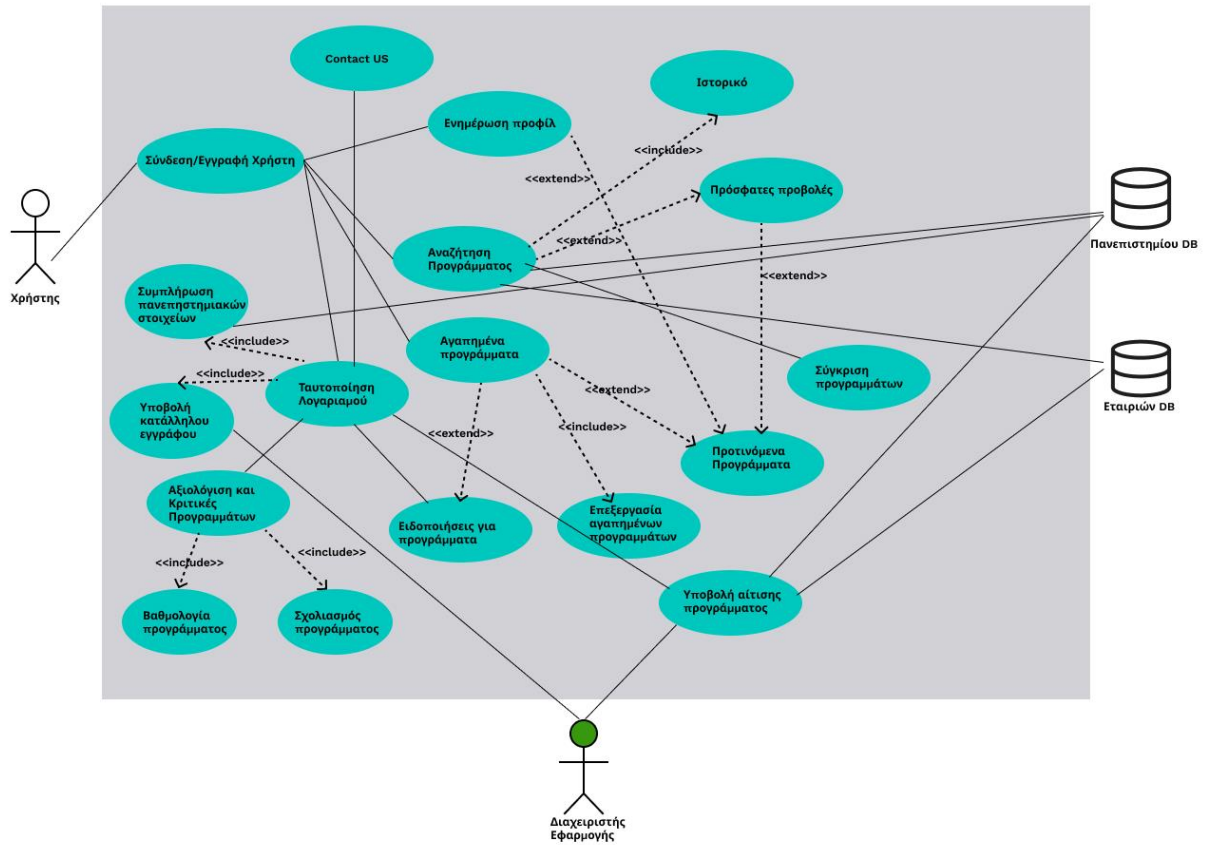 Contact US
Ιστορικό
Ενημέρωση προφίλ
<<include>>
Σύνδεση/Εγγραφή Χρήστη
<<extend>>
Πρόσφατες προβολές
Πανεπιστημίου DB
<<extend>>
Αναζήτηση
Προγράμματος
<<extend>>
Χρήστης
Συμπλήρωση
πανεπηστημιακών
στοιχείων
<<include>>
Αγαπημένα
προγράμματα
<<include>>
Ταυτοποίηση
Λογαριαμού
<<extend>>
Σύγκριση
προγραμμάτων
Εταιριών DB
Υποβολή
κατάλληλου
εγγράφου
<<extend>>
<<include>>
Προτινόμενα
Προγράμματα
Αξιολόγιση και
Κριτικές
Προγραμμάτων
Ειδοποιήσεις για
προγράμματα
Επεξεργασία
αγαπημένων
προγραμμάτων
<<include>>
<<include>>
Υποβολή αίτισης
προγράμματος
Βαθμολογία
προγράμματος
Σχολιασμός
προγράμματος
Διαχειριστής
Εφαρμογής